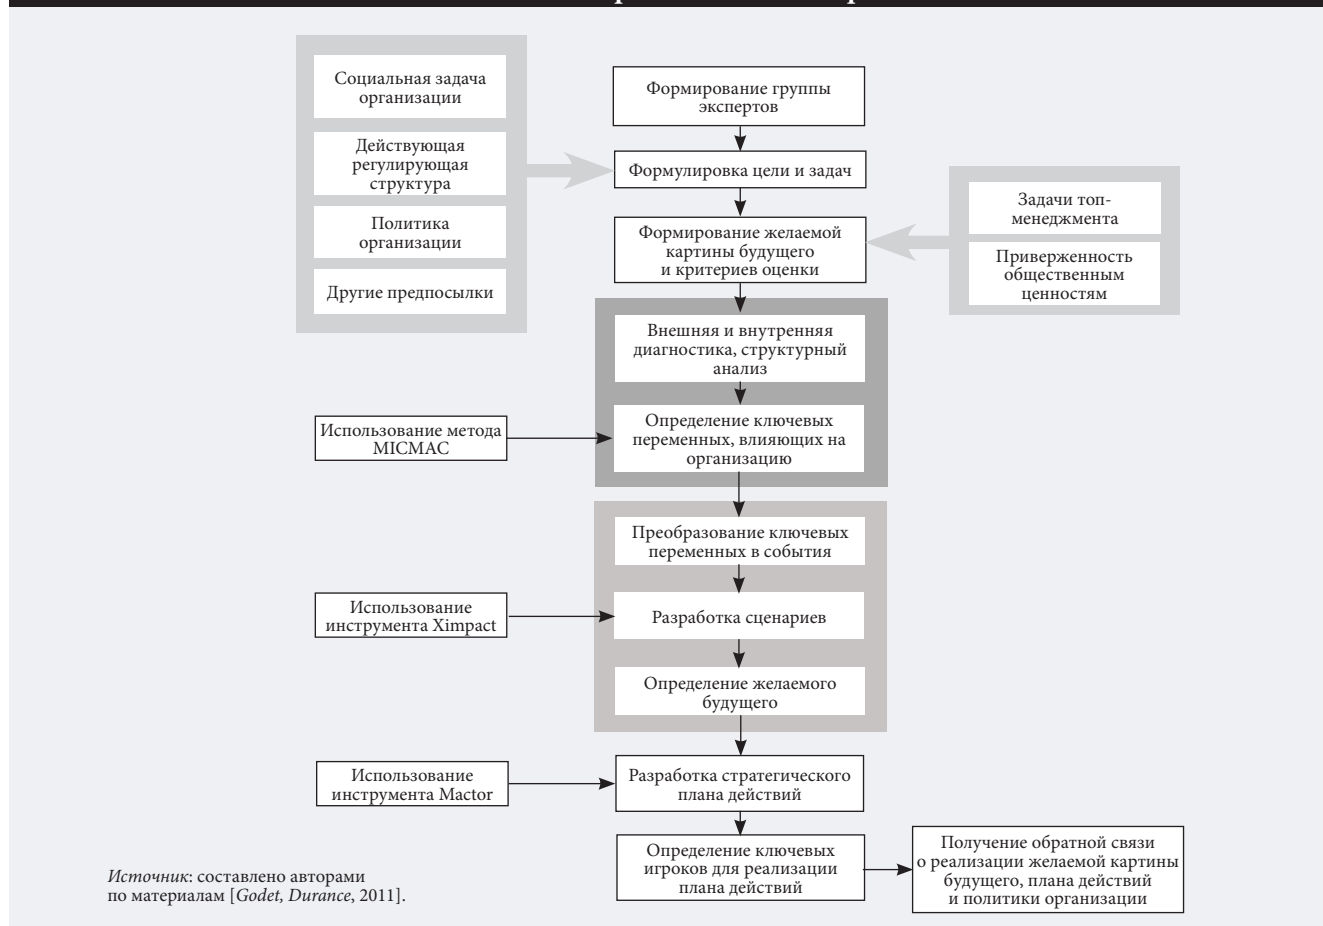 Социальная задача
организации
Действующая
регулирующая
структура
Политика
организации
Другие предпосылки
Формирование группы
экспертов
Формулировка цели и задач
Формирование желаемой
картины будущего
и критериев оценки
Задачи топ-
менеджмента
Приверженность
общественным
ценностям
Внешняя и внутренняя
диагностика, структурный
анализ
Использование метода
MICMAC
Определение ключевых
переменных, влияющих на
организацию
Преобразование ключевых
переменных в события
Использование
инструмента Ximpact
Разработка сценариев
Определение желаемого
будущего
Использование
инструмента Mactor
Разработка стратегического
плана действий
Определение ключевых
игроков для реализации
плана действий
Получение обратной связи
о реализации желаемой картины
будущего, плана действий
и политики организации
Источник: составлено авторами
по материалам [Godet, Durance, 2011].